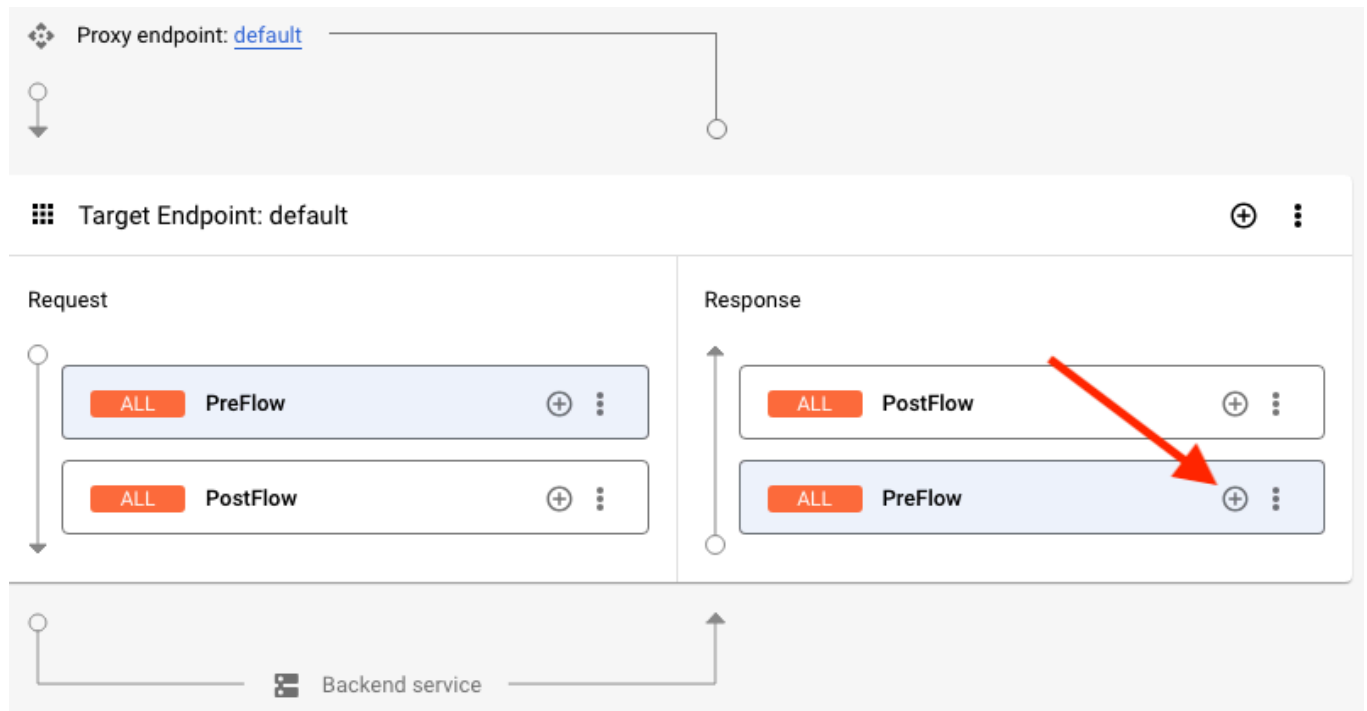 Proxy endpoint: default
Target Endpoint: default
Request
Response
ALL PreFlow
ALL PostFlow
ALL PostFlow
ALL PreFlow
Backend service